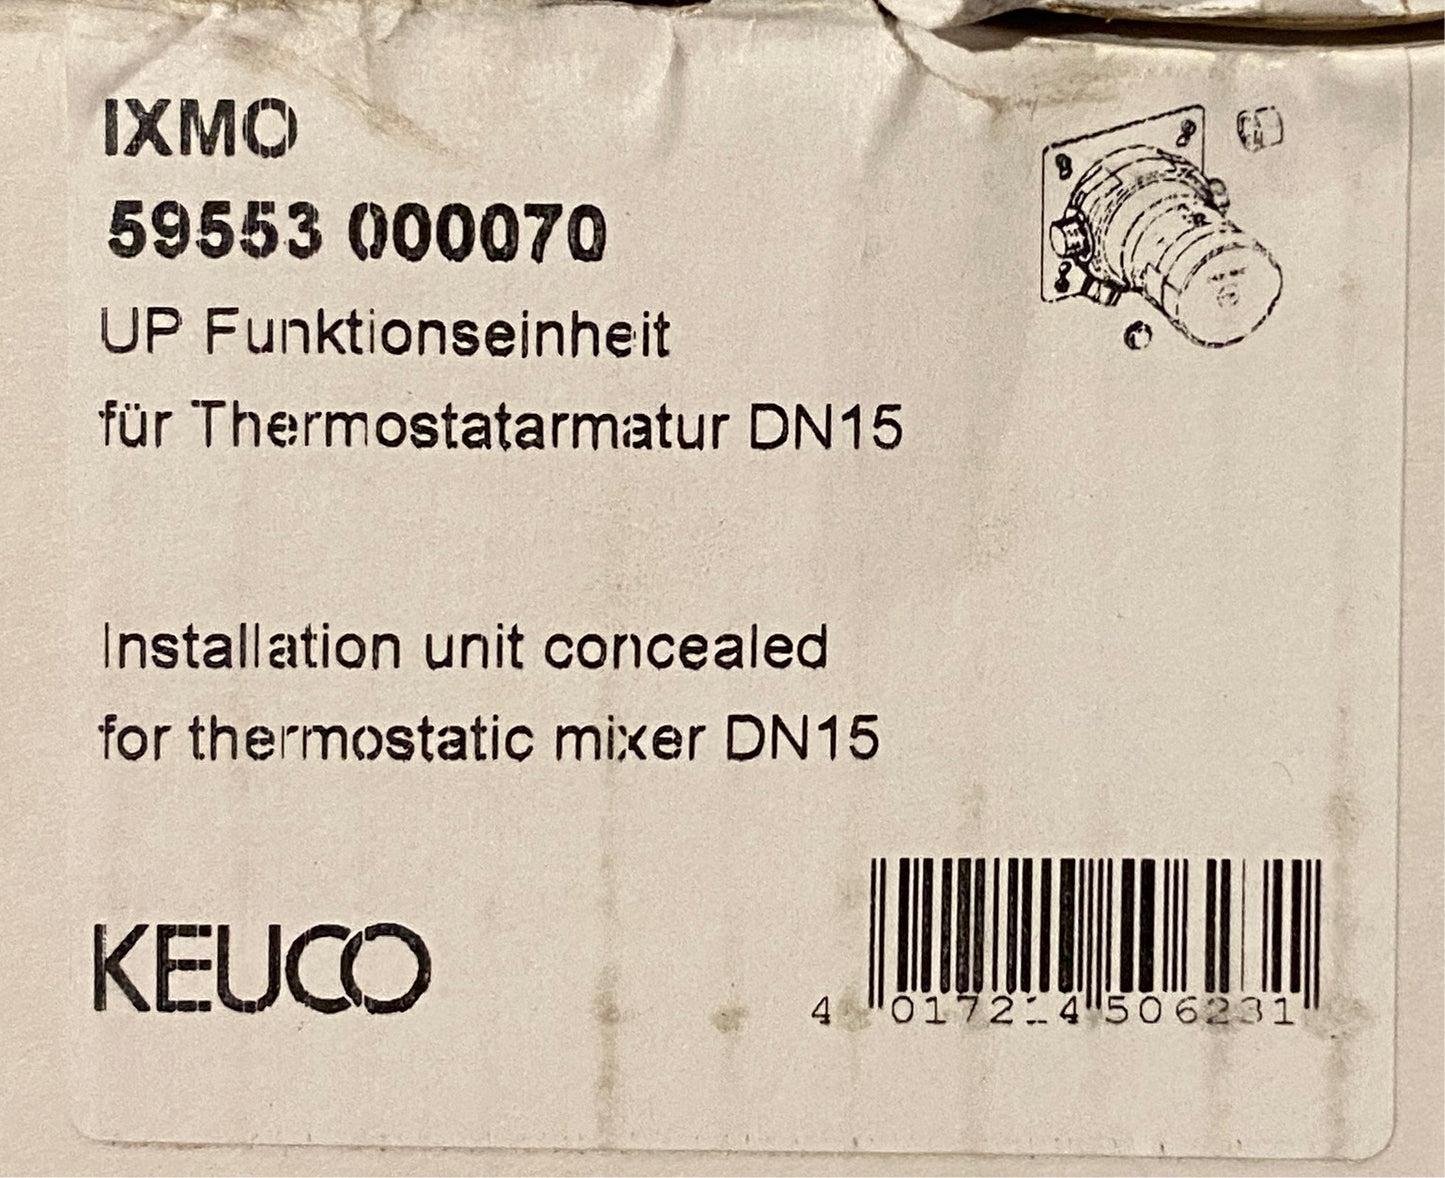 IXMO
59553 000070
UP Funktionseinheit
für Thermostatarmatur DN15
Installation unit concealed
for thermostatic mixer DN15
KEUCO
4 017214 506231